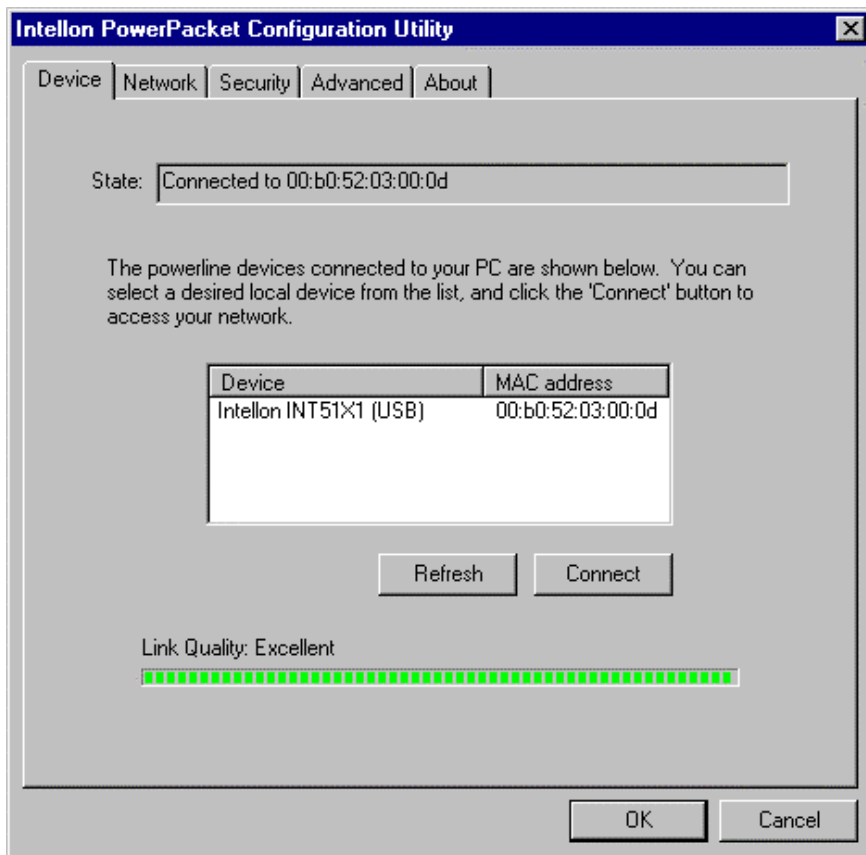 Intellon PowerPacket Configuration Utility
Device Network Security Advanced About
State: Connected to 00:b0:52:03:00:0d
The powerline devices connected to your PC are shown below. You can
select a desired local device from the list, and click the 'Connect' button to
access your network.
Device MAC address
Intellon INT51X1 (USB) 00:b0:52:03:00:0d
Refresh Connect
Link Quality: Excellent
OK Cancel